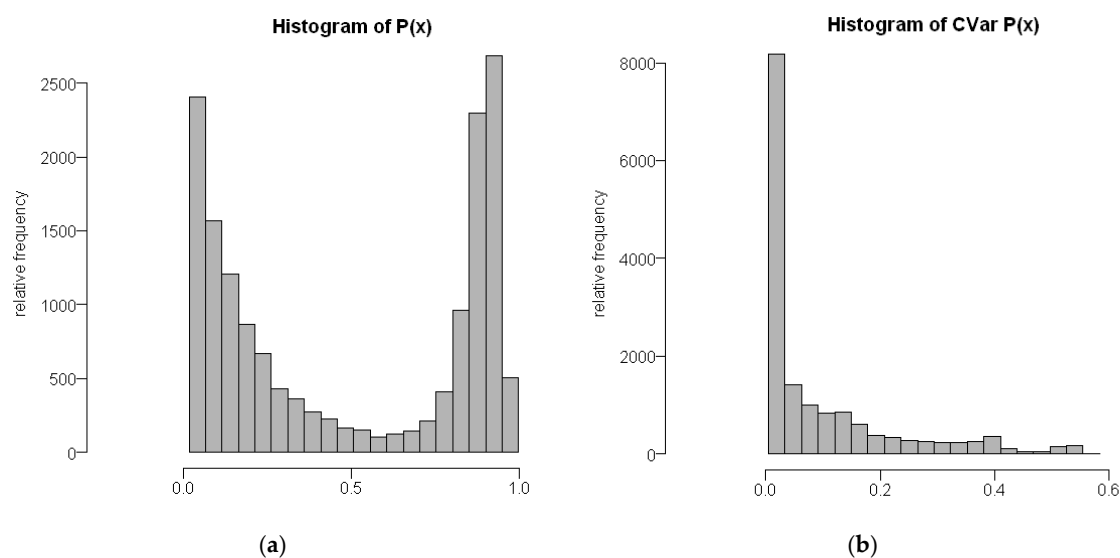 Histogram of P(x)
relative frequency
2500
2000
1500
1000
500
0
0.0 0.5 1.0
(a)
Histogram of CVar P(x)
relative frequency
8000
6000
4000
2000
0
0.0 0.2 0.4 0.6
(b)